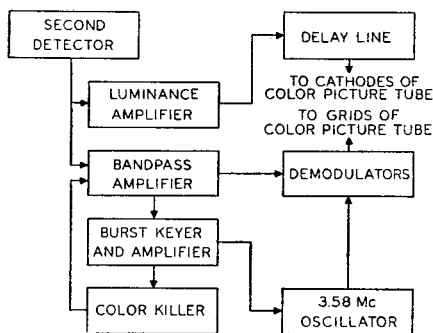 SECOND
DETECTOR
DELAY LINE
TO CATHODES OF
COLOR PICTURE TUBE
LUMINANCE
AMPLIFIER
TO GRIDS OF
COLOR PICTURE TUBE
BANDPASS
AMPLIFIER
DEMODULATORS
BURST KEYER
AND AMPLIFIER
COLOR KILLER
3.58 Mc
OSCILLATOR